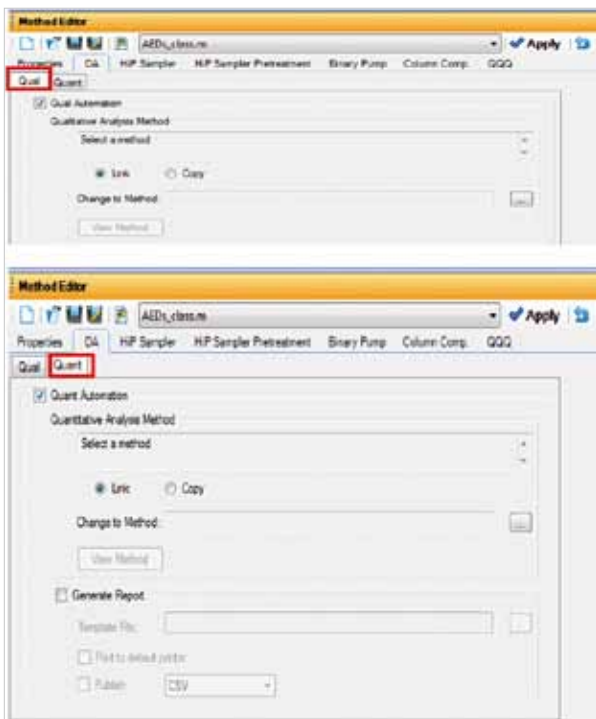 Method Editor
AEDs_class.m Apply
Properties DA HiP Sampler HiP Sampler Pretreatment Binary Pump Column Comp. QQQ
Qual Quant
Qual Automation
Qualitative Analysis Method
Select a method
Link Copy
Change to Method:
...
View Method
Method Editor
AEDs_class.m Apply
Properties DA HiP Sampler HiP Sampler Pretreatment Binary Pump Column Comp. QQQ
Qual Quant
Quant Automation
Quantitative Analysis Method
Select a method
Link Copy
Change to Method:
...
View Method
Generate Report
Template File:
...
Print to default printer
Publish CSV